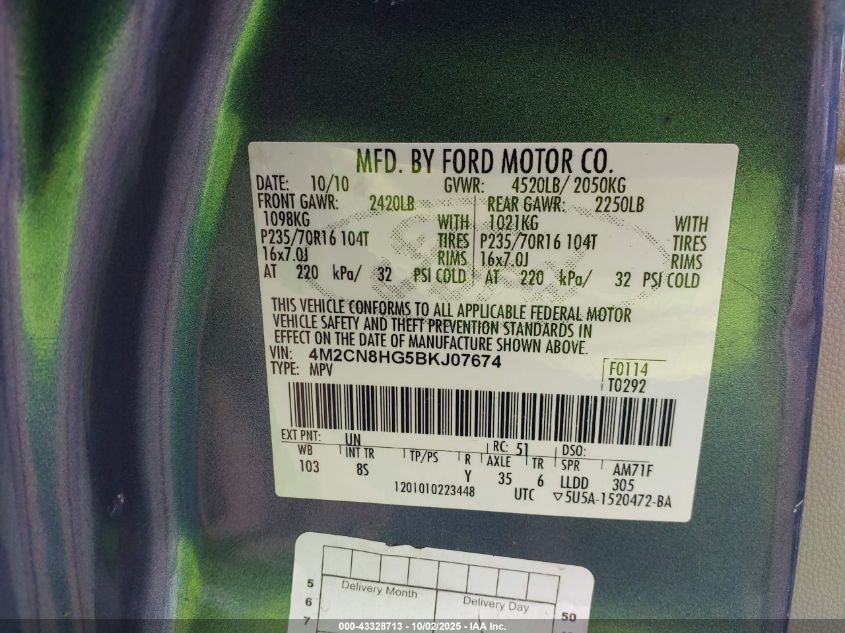 MFD. BY FORD MOTOR CO.
DATE: 10/10 GVWR: 4520LB/ 2050KG
FRONT GAWR: 2420LB REAR GAWR: 2250LB
1098KG WITH 1021KG WITH
P235/70R16 104T TIRES P235/70R16 104T TIRES
16x7.0J RIMS 16x7.0J RIMS
AT 220 kPa/ 32 PSI COLD AT 220 kPa/ 32 PSI COLD
THIS VEHICLE CONFORMS TO ALL APPLICABLE FEDERAL MOTOR
VEHICLE SAFETY AND THEFT PREVENTION STANDARDS IN
EFFECT ON THE DATE OF MANUFACTURE SHOWN ABOVE.
VIN: 4M2CN8HG5BKJ07674 F0114
TYPE: MPV T0292
EXT PNT: UN RC: 51 DSO:
WB INT TR TP/PS R AXLE TR SPR AM71F
103 8S Y 35 6 LLDD 305
1201010223448 UTC ▽5U5A-1520472-BA
5 Delivery Month
6 Delivery Day 50
7
000-43328713 - 10/02/2025 - IAAI Inc.